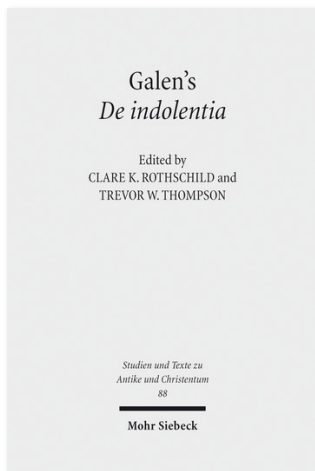 Galen's
De indolentia
Edited by
CLARE K. ROTHSCHILD and
TREVOR W. THOMPSON
Studien und Texte zu
Antike und Christentum
88
Mohr Siebeck